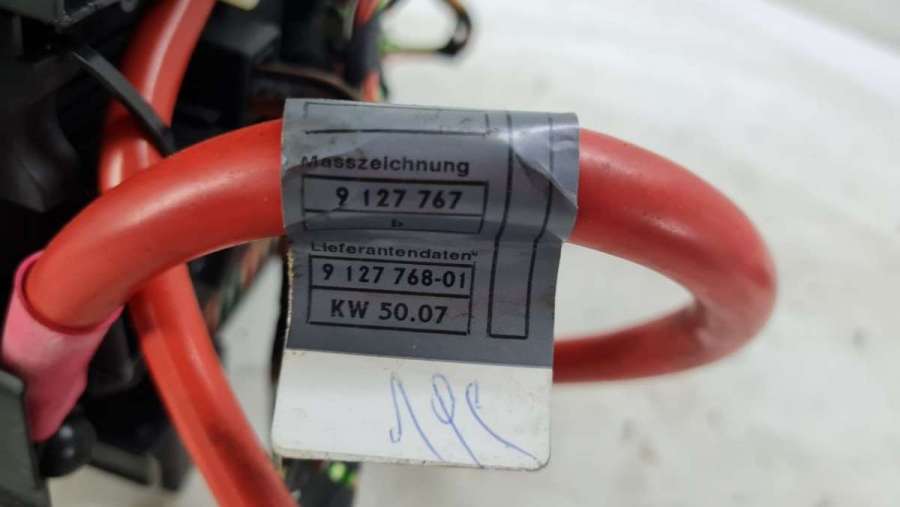 Masszeichnung
9 127 767
Lieferantendaten
9 127 768-01
KW 50.07